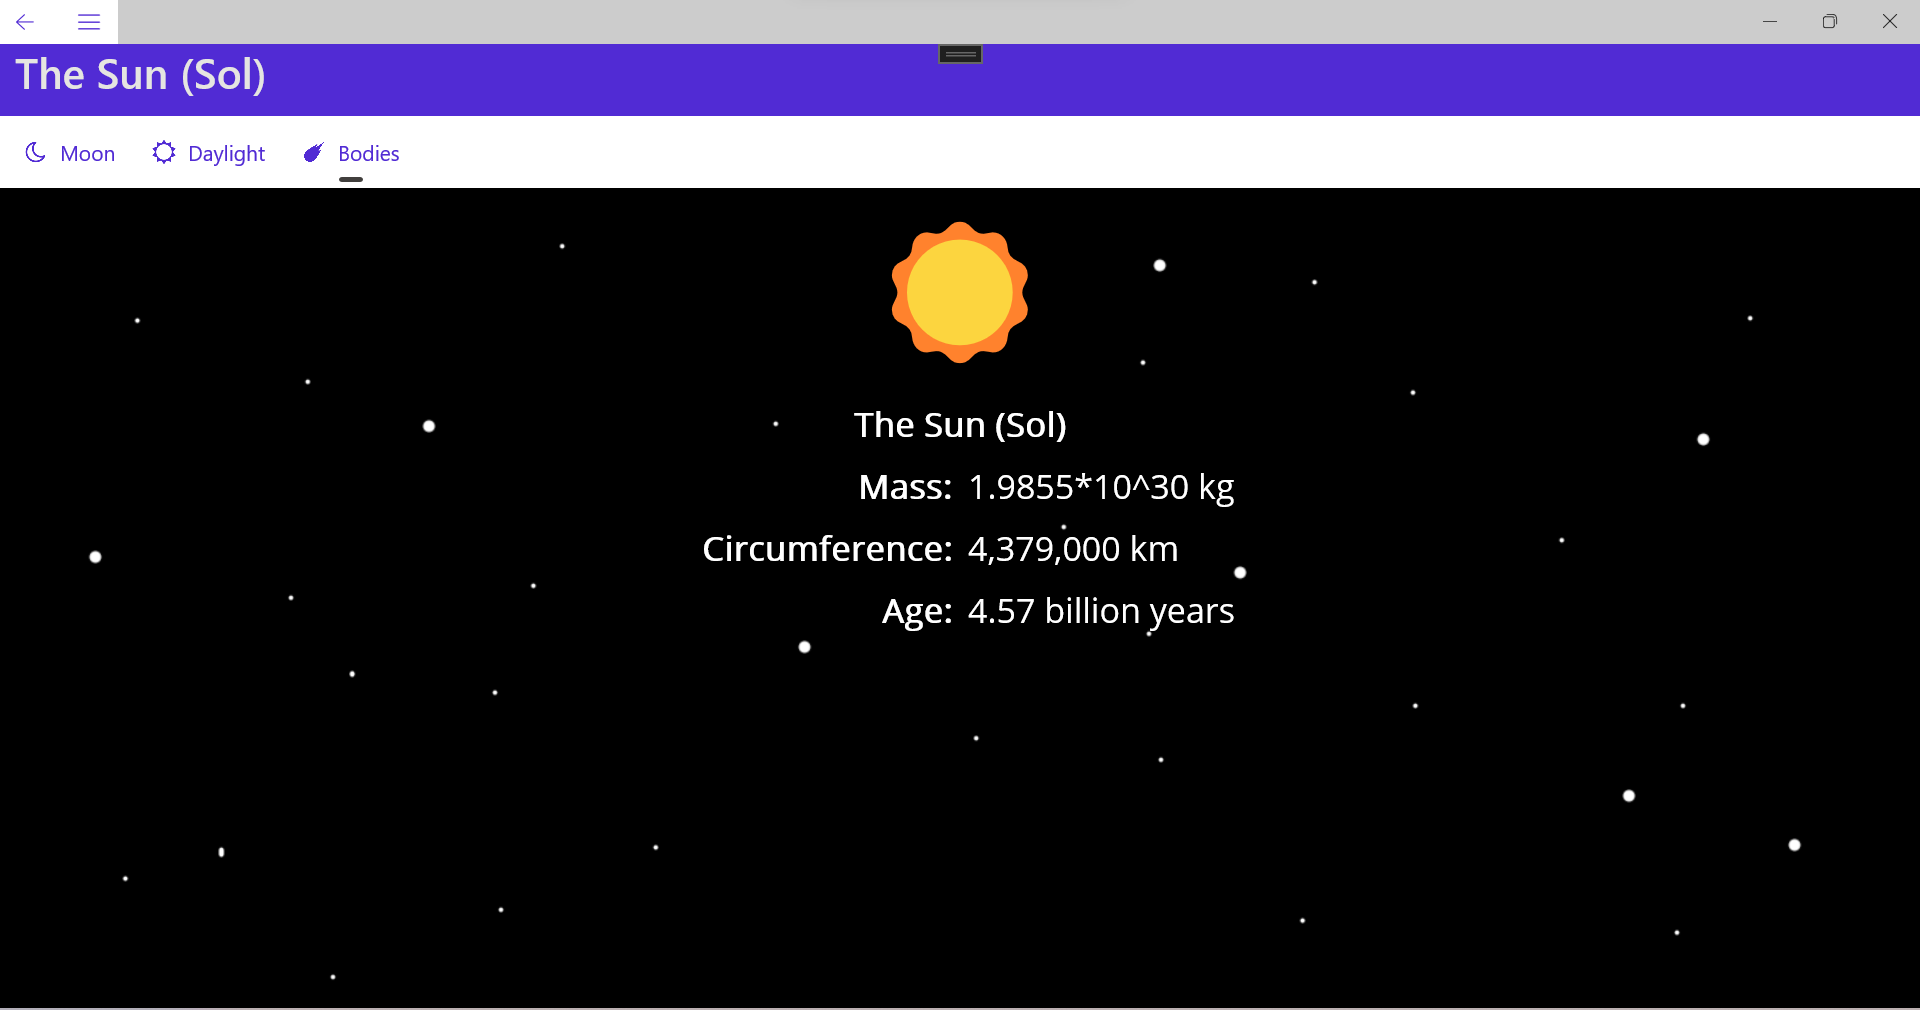 The Sun (Sol)
Moon Daylight Bodies
The Sun (Sol)
Mass: 1.9855*10^30 kg
Circumference: 4,379,000 km
Age: 4.57 billion years